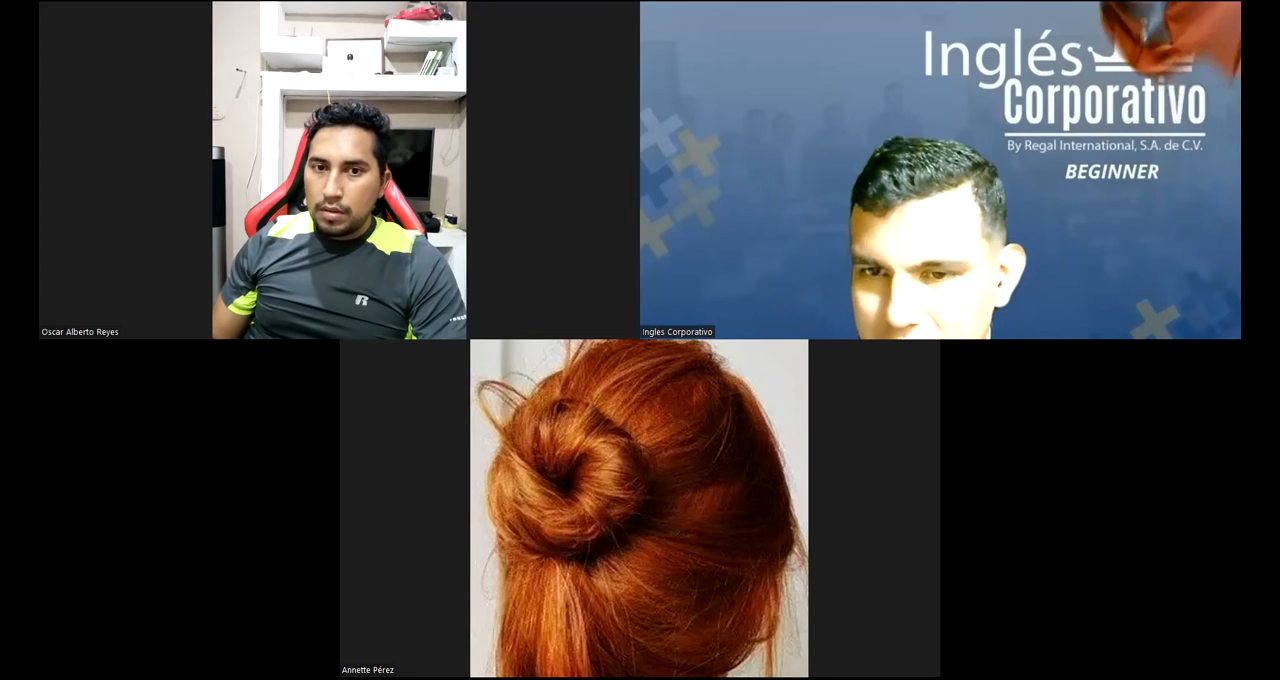 Inglés
Corporativo
By Regal International, S.A. de C.V.
BEGINNER
Oscar Alberto Reyes
Ingles Corporativo
Annette Pérez